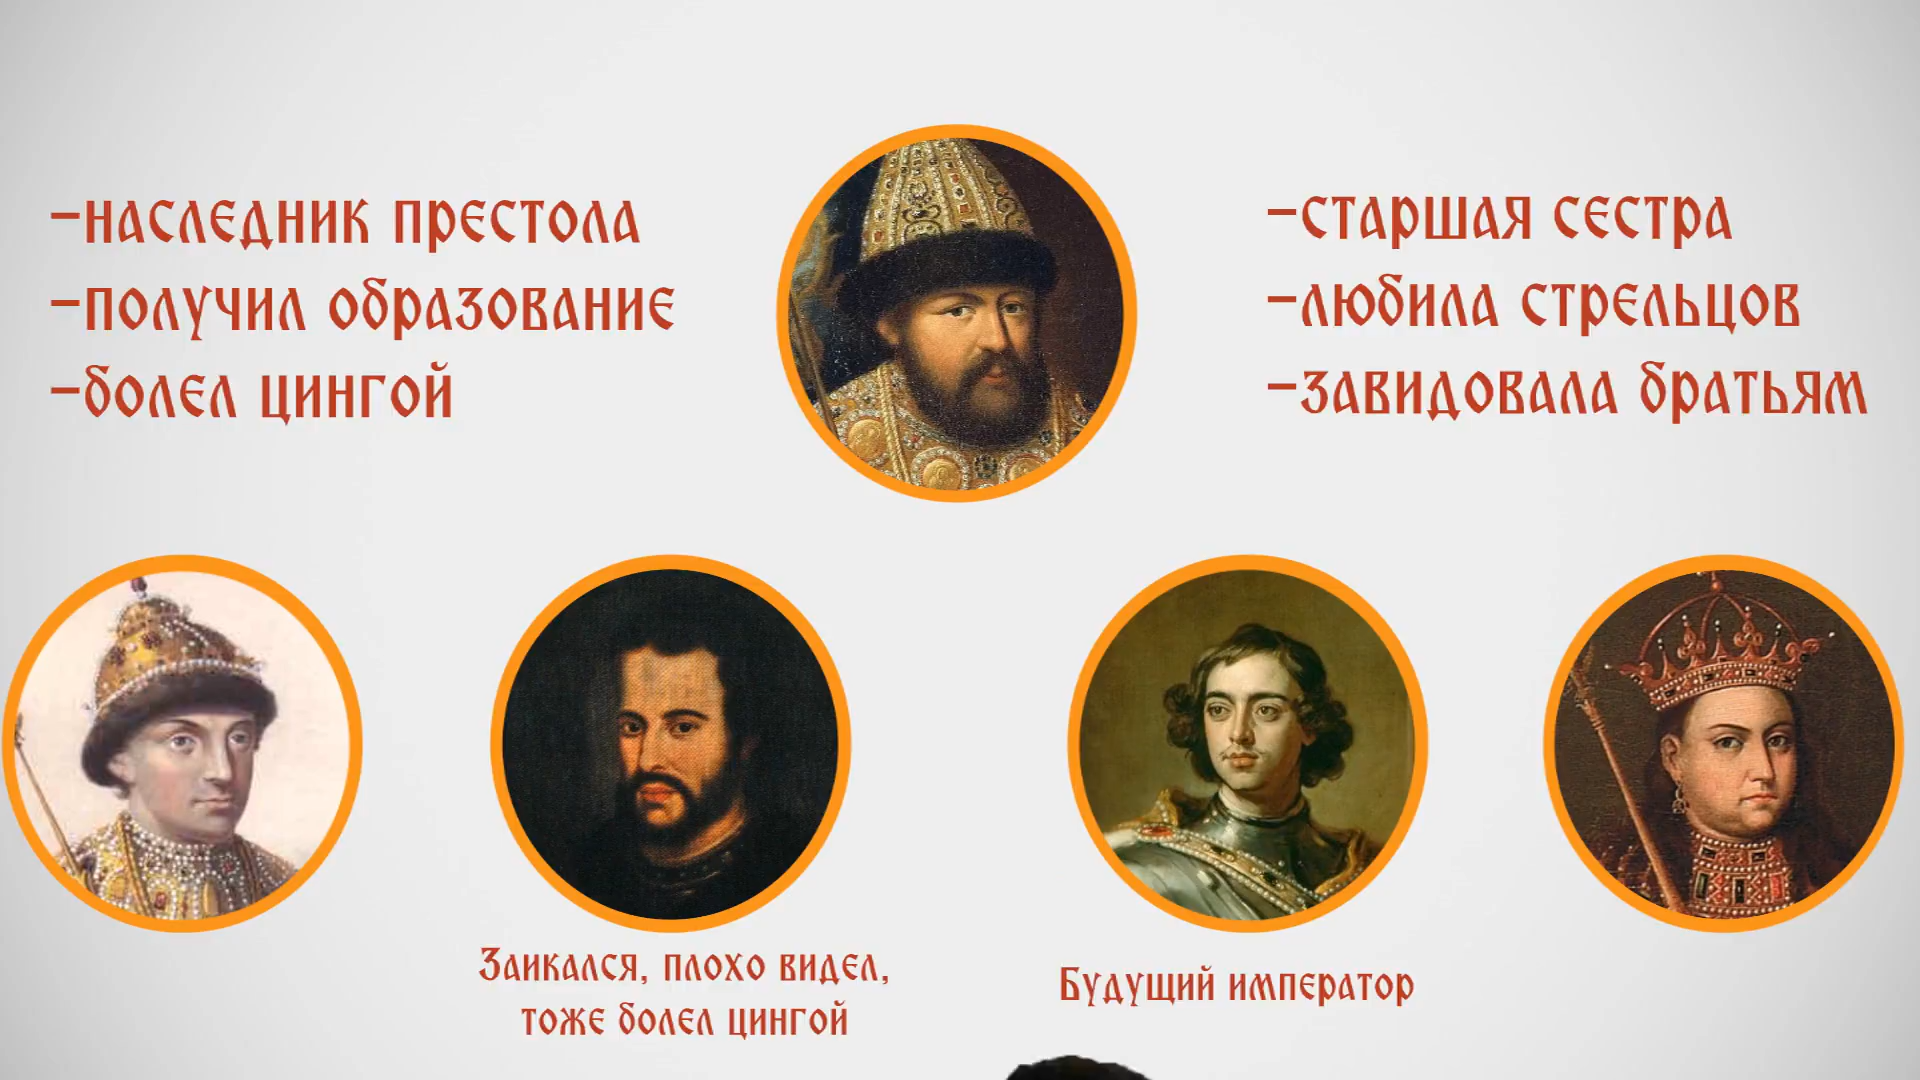 -наследник престола
-получил образование
-болел цингой
-старшая сестра
-любила стрельцов
-завидовала братьям
Заикался, плохо видел,
тоже болел цингой
Будущий император